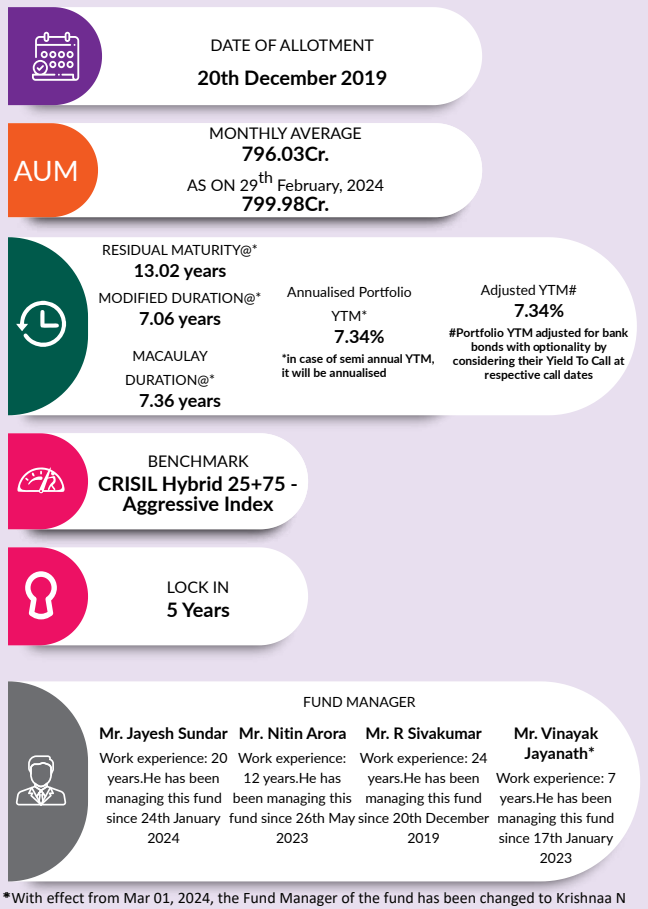 DATE OF ALLOTMENT
20th December 2019
AUM
MONTHLY AVERAGE
796.03Cr.
AS ON 29th February, 2024
799.98Cr.
RESIDUAL MATURITY@*
13.02 years
MODIFIED DURATION@*
7.06 years
MACAULAY
DURATION@*
7.36 years
Annualised Portfolio
YTM*
7.34%
*in case of semi annual YTM,
it will be annualised
Adjusted YTM#
7.34%
#Portfolio YTM adjusted for bank
bonds with optionality by
considering their Yield To Call at
respective call dates
BENCHMARK
CRISIL Hybrid 25+75 -
Aggressive Index
LOCK IN
5 Years
FUND MANAGER
Mr. Jayesh Sundar
Work experience: 20
years.He has been
managing this fund
since 24th January
2024
Mr. Nitin Arora
Work experience:
12 years.He has
been managing this
fund since 26th May
2023
Mr. R Sivakumar
Work experience: 24
years.He has been
managing this fund
since 20th December
2019
Mr. Vinayak
Jayanath*
Work experience: 7
years.He has been
managing this fund
since 17th January
2023
*With effect from Mar 01, 2024, the Fund Manager of the fund has been changed to Krishnaa N